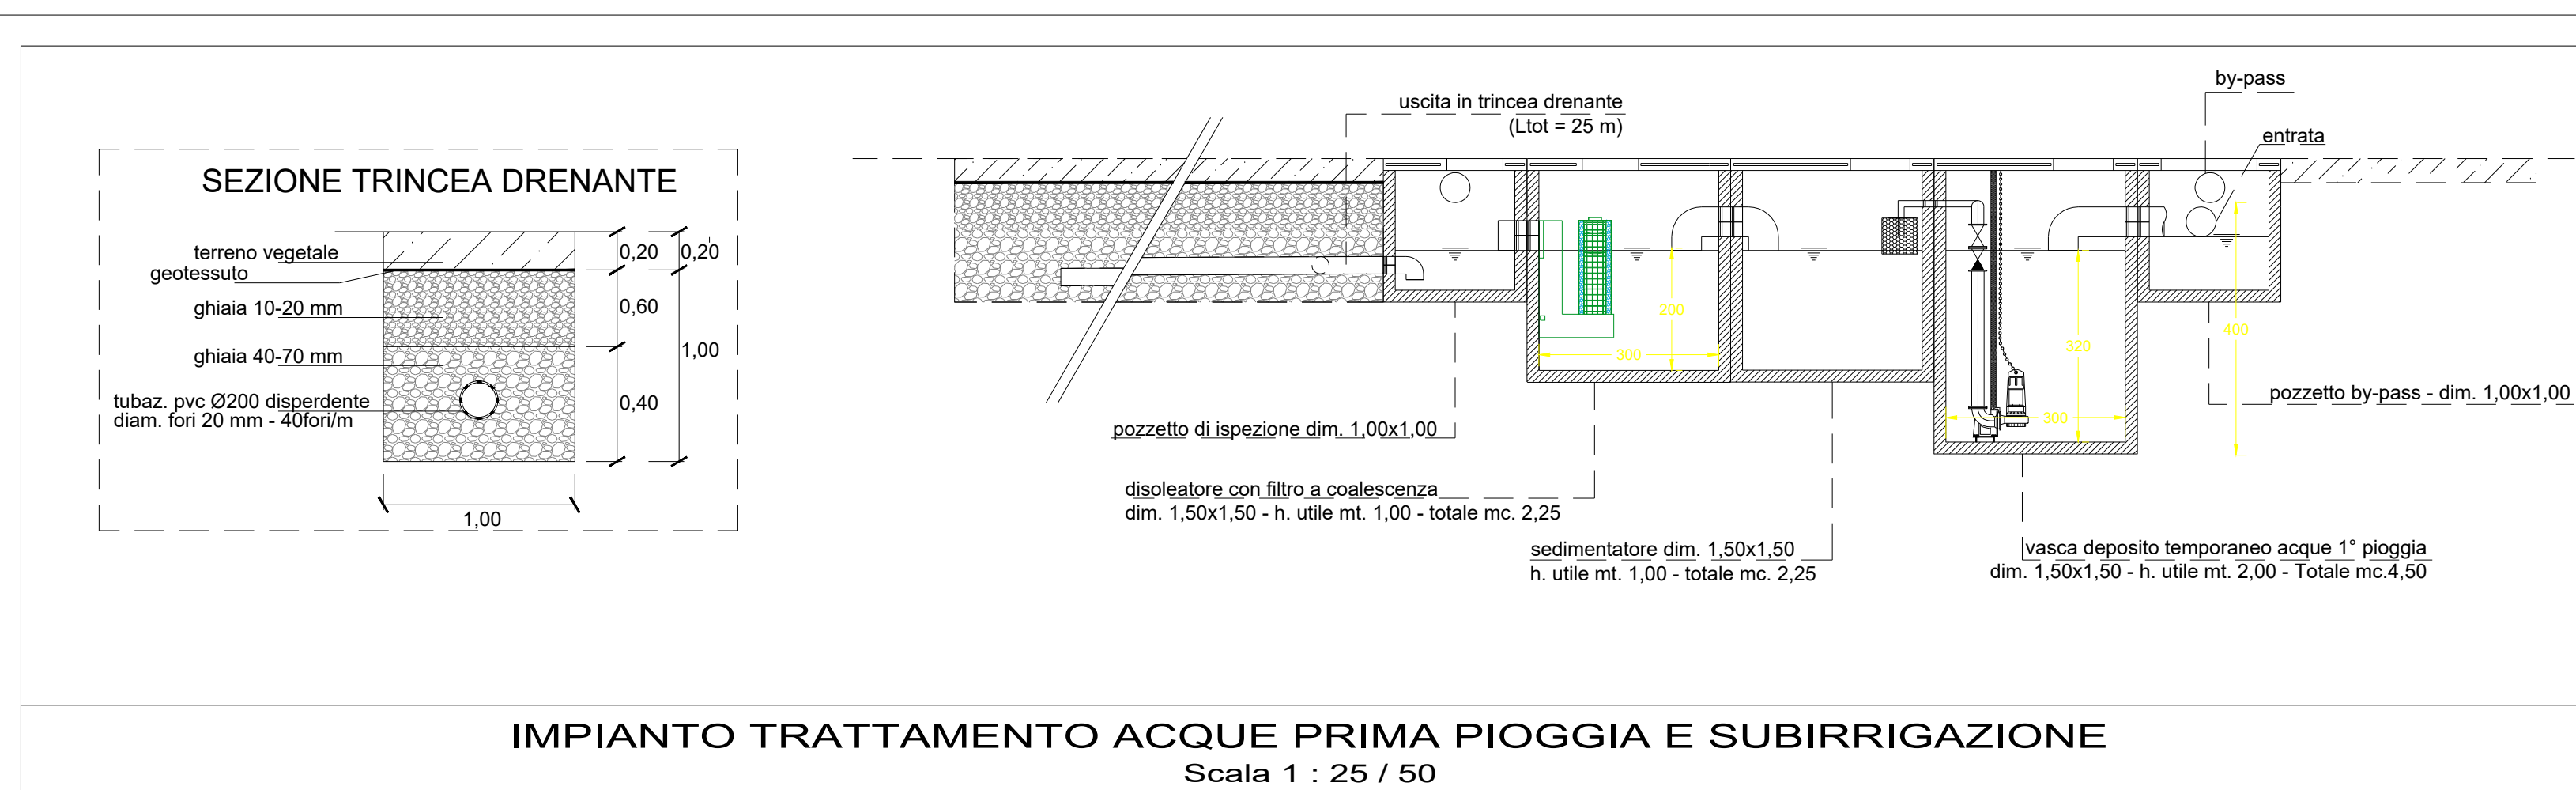 SEZIONE TRINCEA DRENANTE
terreno vegetale
geotessuto
ghiaia 10-20 mm
ghiaia 40-70 mm
tubaz. pvc Ø200 disperdente
diam. fori 20 mm - 40fori/m
0,20
0,20
0,60
1,00
0,40
1,00
uscita in trincea drenante
(Ltot = 25 m)
by-pass
entrata
200
300
320
300
400
pozzetto by-pass - dim. 1,00x1,00
pozzetto di ispezione dim. 1,00x1,00
disoleatore con filtro a coalescenza
dim. 1,50x1,50 - h. utile mt. 1,00 - totale mc. 2,25
sedimentatore dim. 1,50x1,50
h. utile mt. 1,00 - totale mc. 2,25
vasca deposito temporaneo acque 1° pioggia
dim. 1,50x1,50 - h. utile mt. 2,00 - Totale mc.4,50
IMPIANTO TRATTAMENTO ACQUE PRIMA PIOGGIA E SUBIRRIGAZIONE
Scala 1 : 25 / 50